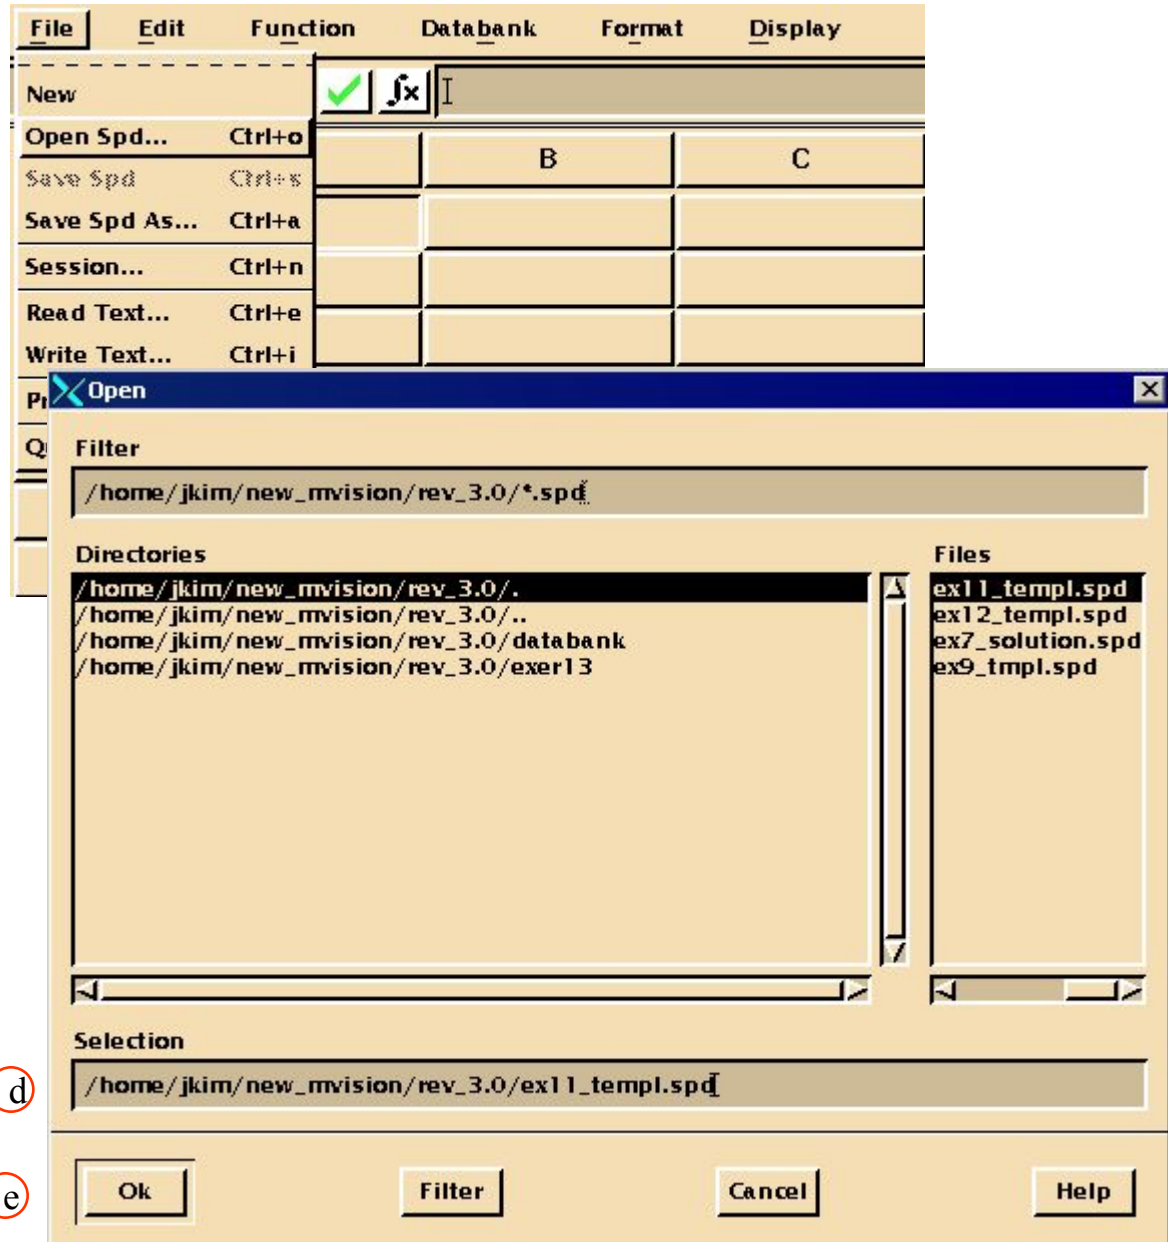 File Edit Function Databank Format Display
New
Open Spd... Ctrl+o
Save Spd Ctrl+s
Save Spd As... Ctrl+a
Session... Ctrl+n
Read Text... Ctrl+e
Write Text... Ctrl+i
B C
Open
Filter
/home/jkim/new_mvision/rev_3.0/*.spd
Directories
/home/jkim/new_mvision/rev_3.0/.
/home/jkim/new_mvision/rev_3.0/..
/home/jkim/new_mvision/rev_3.0/databank
/home/jkim/new_mvision/rev_3.0/exer13
Files
ex11_templ.spd
ex12_templ.spd
ex7_solution.spd
ex9_tmpl.spd
Selection
d /home/jkim/new_mvision/rev_3.0/ex11_templ.spd
e Ok Filter Cancel Help